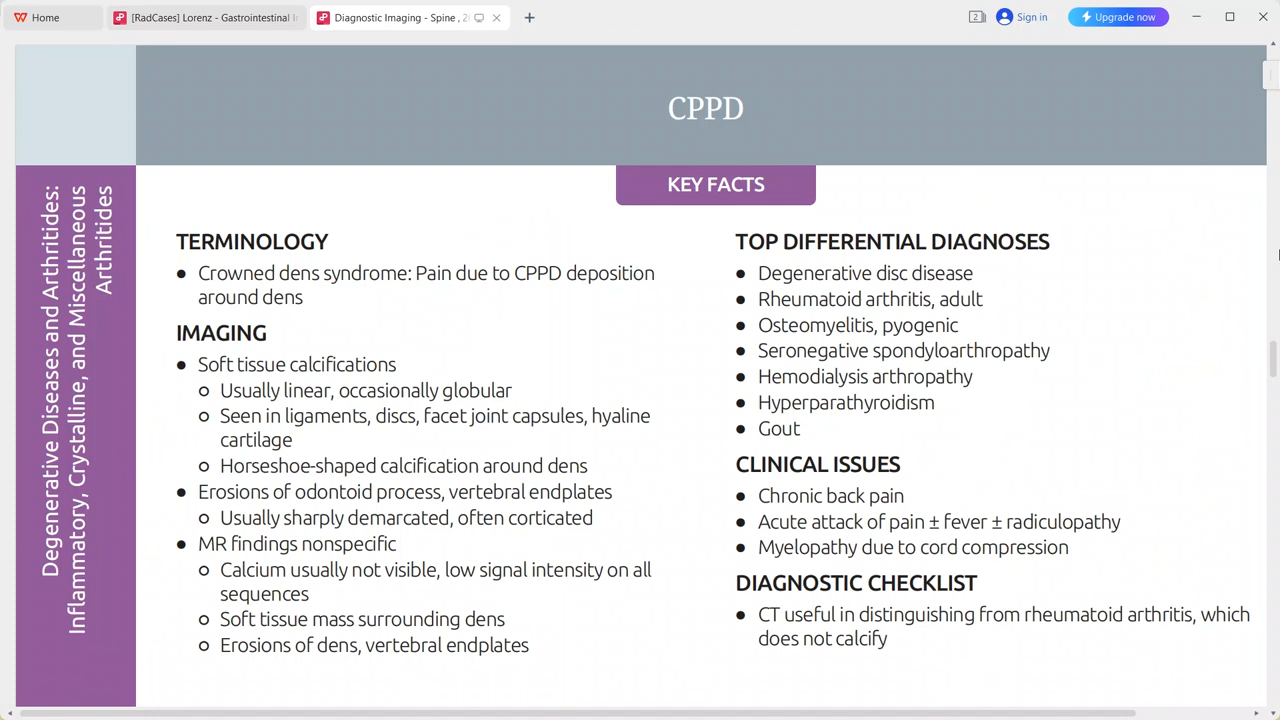 Home
[RadCases] Lorenz - Gastrointestinal I
Diagnostic Imaging - Spine , 2
2
Sign in
Upgrade now
CPPD
KEY FACTS
Degenerative Diseases and Arthritides:
Inflammatory, Crystalline, and Miscellaneous
Arthritides
TERMINOLOGY
● Crowned dens syndrome: Pain due to CPPD deposition
around dens
IMAGING
● Soft tissue calcifications
○ Usually linear, occasionally globular
○ Seen in ligaments, discs, facet joint capsules, hyaline
cartilage
○ Horseshoe-shaped calcification around dens
● Erosions of odontoid process, vertebral endplates
○ Usually sharply demarcated, often corticated
● MR findings nonspecific
○ Calcium usually not visible, low signal intensity on all
sequences
○ Soft tissue mass surrounding dens
○ Erosions of dens, vertebral endplates
TOP DIFFERENTIAL DIAGNOSES
● Degenerative disc disease
● Rheumatoid arthritis, adult
● Osteomyelitis, pyogenic
● Seronegative spondyloarthropathy
● Hemodialysis arthropathy
● Hyperparathyroidism
● Gout
CLINICAL ISSUES
● Chronic back pain
● Acute attack of pain ± fever ± radiculopathy
● Myelopathy due to cord compression
DIAGNOSTIC CHECKLIST
● CT useful in distinguishing from rheumatoid arthritis, which
does not calcify